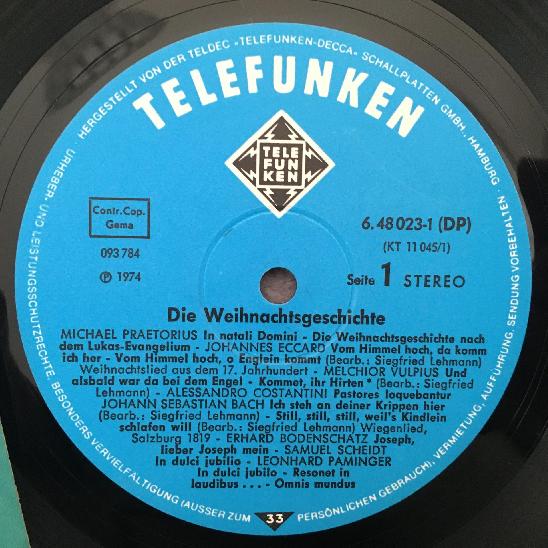 HERGESTELLT VON DER TELDEC »TELEFUNKEN-DECCA« SCHALLPLATTEN GMBH, HAMBURG
TELEFUNKEN
TELE
FUN
KEN
Contr. Cop.
Gema
093 784
Ⓟ 1974
6.48 023-1 (DP)
(KT 11 045/1)
Seite 1 STEREO
Die Weihnachtsgeschichte
MICHAEL PRAETORIUS In natali Domini - Die Weihnachtsgeschichte nach
dem Lukas-Evangelium - JOHANNES ECCARD Vom Himmel hoch, da komm
ich her - Vom Himmel hoch, o Englein kommt (Bearb.: Siegfried Lehmann)
Weihnachtslied aus dem 17. Jahrhundert - MELCHIOR VULPIUS Und
alsbald war da bei dem Engel - Kommet, ihr Hirten * (Bearb.: Siegfried
Lehmann) - ALESSANDRO COSTANTINI Pastores loquebantur
JOHANN SEBASTIAN BACH Ich steh an deiner Krippen hier
(Bearb.: Siegfried Lehmann) - Still, still, still, weil's Kindlein
schlafen will (Bearb.: Siegfried Lehmann) Wiegenlied,
Salzburg 1819 - ERHARD BODENSCHATZ Joseph,
lieber Joseph mein - SAMUEL SCHEIDT
In dulci jubilio - LEONHARD PAMINGER
In dulci jubilo - Resonet in
laudibus . . . - Omnis mundus
33
URHEBER- UND LEISTUNGSSCHUTZRECHTE, BESONDERS VERVIELFÄLTIGUNG (AUSSER ZUM PERSÖNLICHEN GEBRAUCH), VERMIETUNG, AUFFÜHRUNG, SENDUNG VORBEHALTEN.